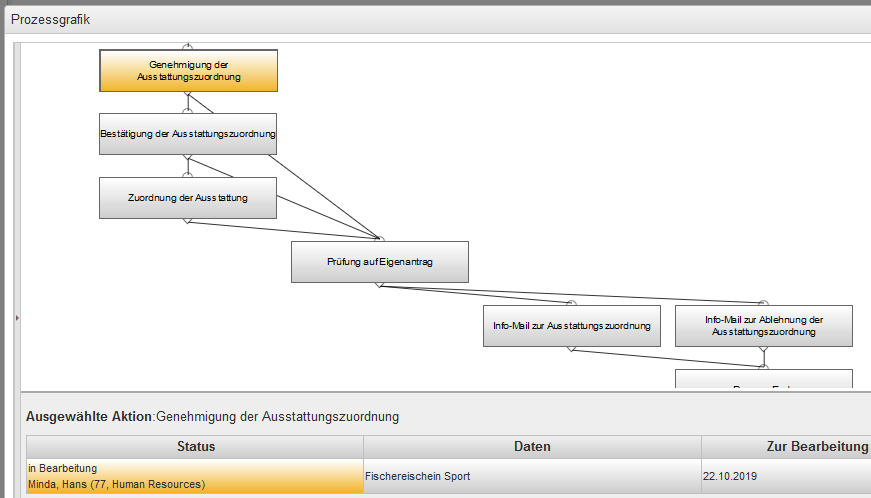 Prozessgrafik
Genehmigung der
Ausstattungszuordnung
Bestätigung der Ausstattungszuordnung
Zuordnung der Ausstattung
Prüfung auf Eigenantrag
Info-Mail zur Ausstattungszuordnung
Info-Mail zur Ablehnung der
Ausstattungszuordnung
Ausgewählte Aktion:Genehmigung der Ausstattungszuordnung
Status
Daten
Zur Bearbeitung
in Bearbeitung
Minda, Hans (77, Human Resources)
Fischereischein Sport
22.10.2019